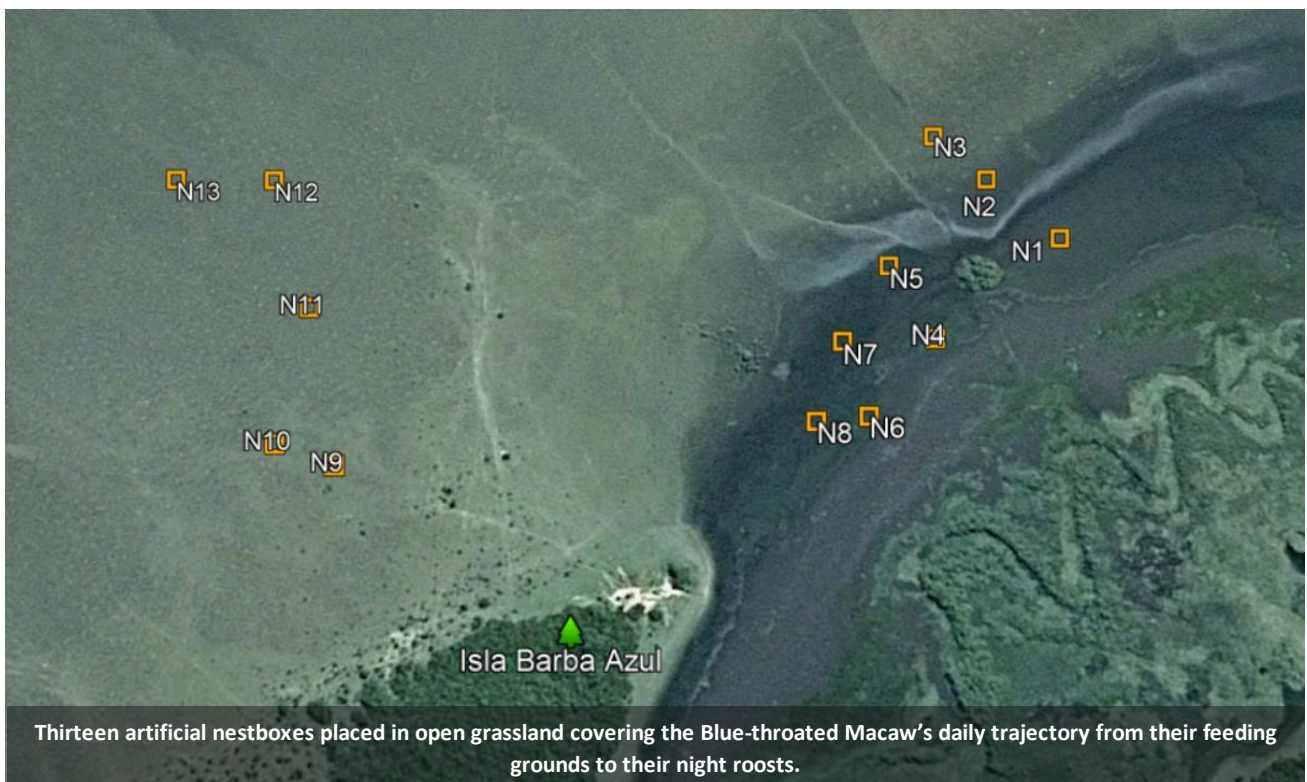 N3
N13 N12
N2
N1
N5
N11
N4
N7
N8 N6
N10
N9
Isla Barba Azul
Thirteen artificial nestboxes placed in open grassland covering the Blue-throated Macaw’s daily trajectory from their feeding
grounds to their night roosts.